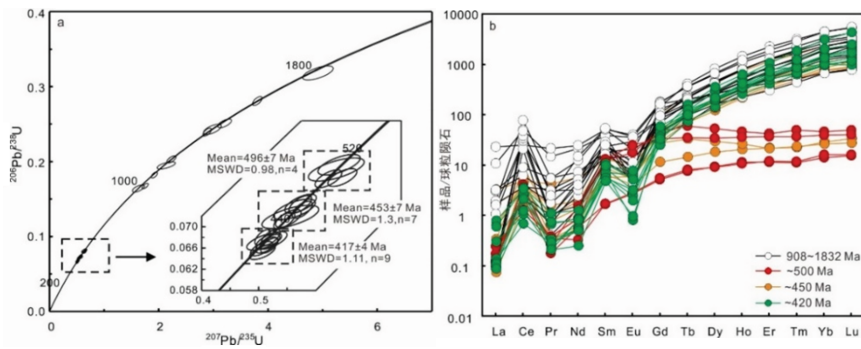 a
0.4
0.3
0.2
0.1
0.0
206Pb/238U
1800
1000
200
520
Mean=496±7 Ma
MSWD=0.98,n=4
Mean=453±7 Ma
MSWD=1.3,n=7
Mean=417±4 Ma
MSWD=1.11, n=9
0.070
0.066
0.062
0.058
0.4
0.5
0
2
4
6
207Pb/235U
b
10000
1000
100
10
1
0.1
0.01
样品/球粒陨石
908~1832 Ma
~500 Ma
~450 Ma
~420 Ma
La Ce Pr Nd Sm Eu Gd Tb Dy Ho Er Tm Yb Lu